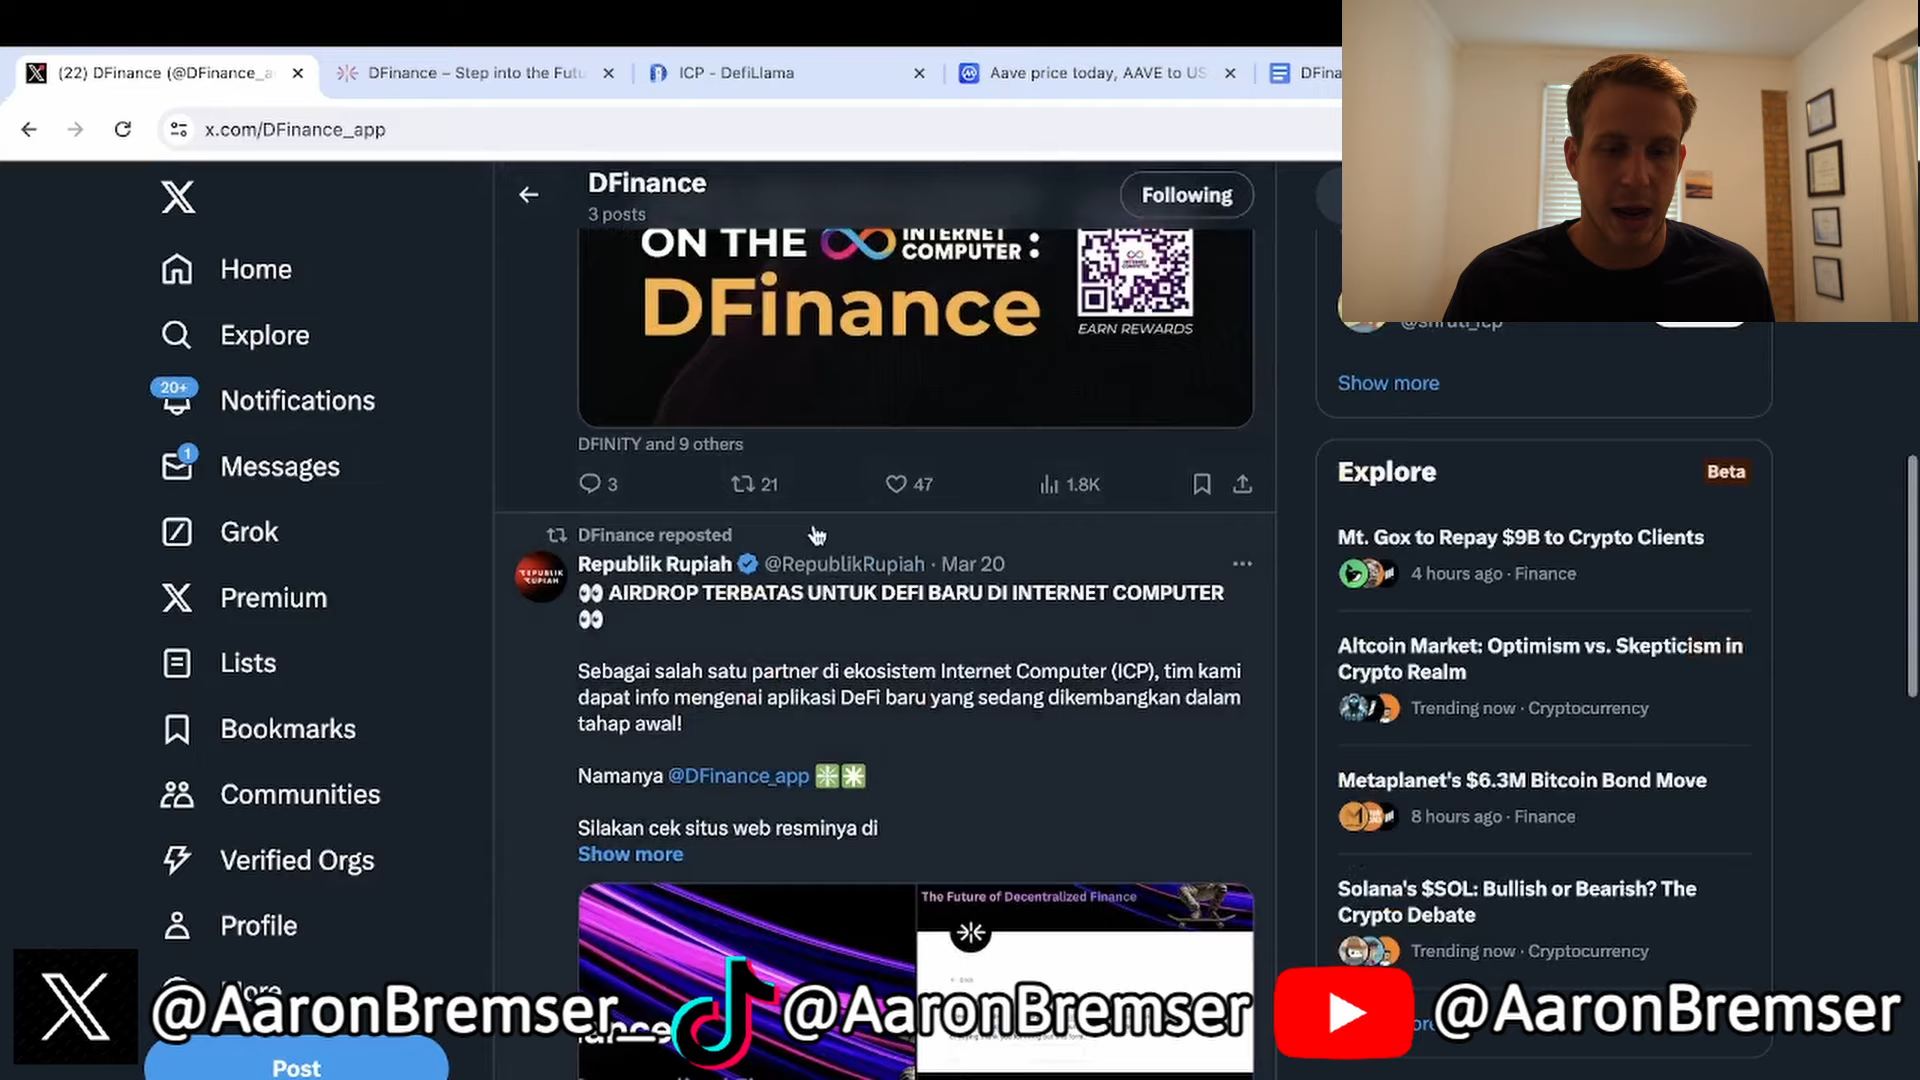 (22) DFinance (@DFinance_a
DFinance – Step into the Futu
ICP - DefiLlama
Aave price today, AAVE to US
DFina
x.com/DFinance_app
Home
Explore
20+
Notifications
1
Messages
Grok
Premium
Lists
Bookmarks
Communities
Verified Orgs
Profile
More
Post
DFinance
3 posts
Following
ON THE INTERNET COMPUTER :
DFinance
EARN REWARDS
DFINITY and 9 others
3 21 47 1.8K
DFinance reposted
REPUBLIK RUPIAH
Republik Rupiah @RepublikRupiah · Mar 20
👀 AIRDROP TERBATAS UNTUK DEFI BARU DI INTERNET COMPUTER
👀
Sebagai salah satu partner di ekosistem Internet Computer (ICP), tim kami
dapat info mengenai aplikasi DeFi baru yang sedang dikembangkan dalam
tahap awal!
Namanya @DFinance_app ✳️✴️
Silakan cek situs web resminya di
Show more
The Future of Decentralized Finance
@shruti_icp
Show more
Explore
Beta
Mt. Gox to Repay $9B to Crypto Clients
4 hours ago · Finance
Altcoin Market: Optimism vs. Skepticism in
Crypto Realm
Trending now · Cryptocurrency
Metaplanet's $6.3M Bitcoin Bond Move
8 hours ago · Finance
Solana's $SOL: Bullish or Bearish? The
Crypto Debate
Trending now · Cryptocurrency
@AaronBremser
@AaronBremser
@AaronBremser